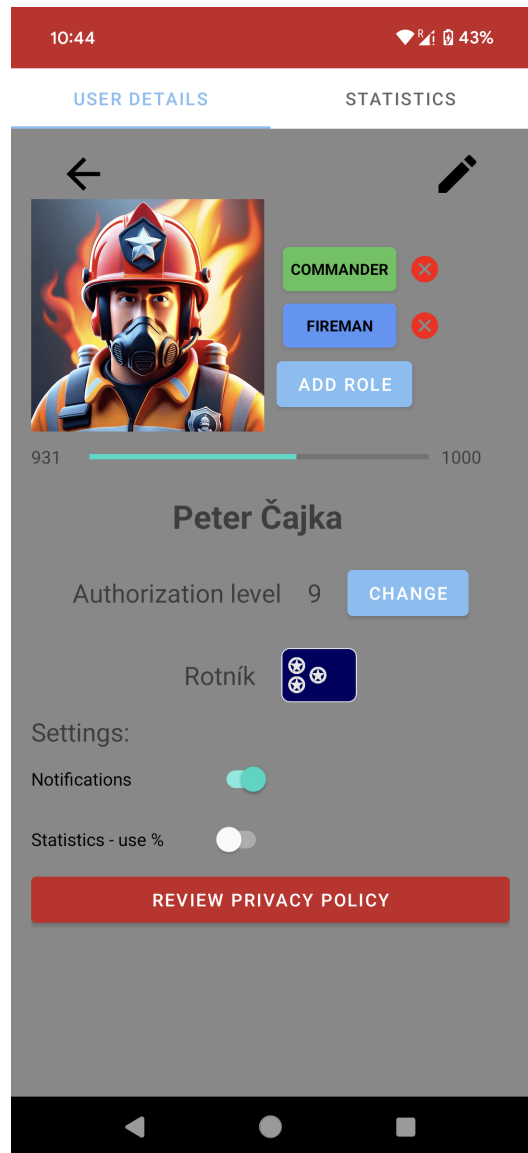 10:44 R ! 43%
USER DETAILS STATISTICS
COMMANDER
FIREMAN
ADD ROLE
931 1000
Peter Čajka
Authorization level 9 CHANGE
Rotník
Settings:
Notifications
Statistics - use %
REVIEW PRIVACY POLICY